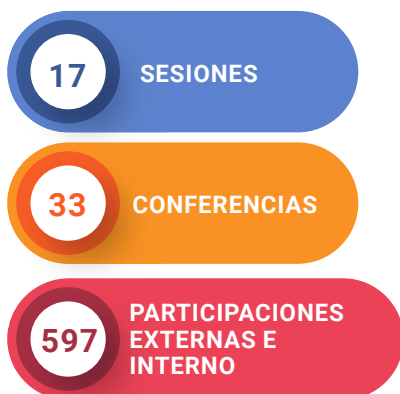 17 SESIONES
33 CONFERENCIAS
PARTICIPACIONES
597 EXTERNAS E
INTERNO